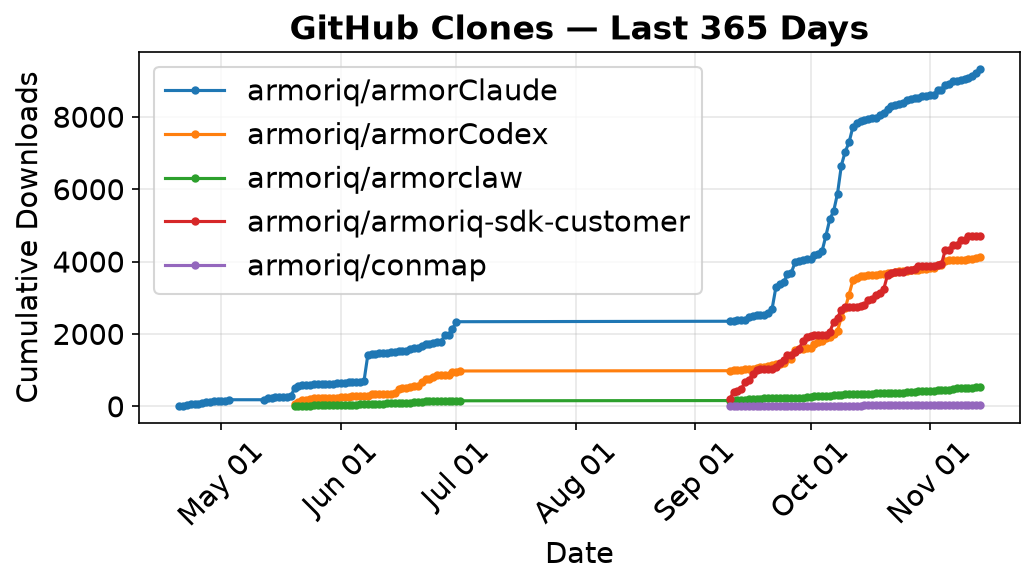 GitHub Clones — Last 365 Days
armoriq/armorClaude
armoriq/armorCodex
armoriq/armorclaw
armoriq/armoriq-sdk-customer
armoriq/conmap
Cumulative Downloads
8000
6000
4000
2000
0
May 01
Jun 01
Jul 01
Aug 01
Sep 01
Oct 01
Nov 01
Date